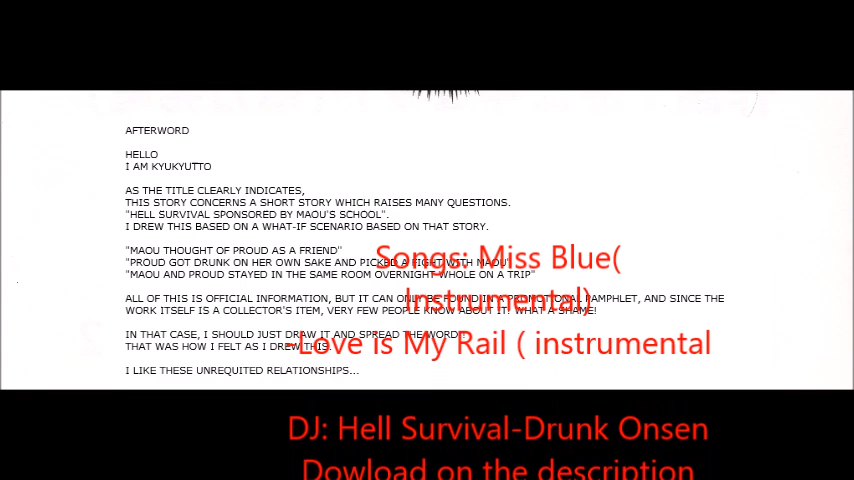 AFTERWORD
HELLO
I AM KYUKYUTTO
AS THE TITLE CLEARLY INDICATES,
THIS STORY CONCERNS A SHORT STORY WHICH RAISES MANY QUESTIONS.
"HELL SURVIVAL SPONSORED BY MAOU'S SCHOOL".
I DREW THIS BASED ON A WHAT-IF SCENARIO BASED ON THAT STORY.
"MAOU THOUGHT OF PROUD AS A FRIEND"
"PROUD GOT DRUNK ON HER OWN SAKE AND PICKED A FIGHT WITH MAOU"
"MAOU AND PROUD STAYED IN THE SAME ROOM OVERNIGHT WHOLE ON A TRIP"
ALL OF THIS IS OFFICIAL INFORMATION, BUT IT CAN ONLY BE FOUND IN A PROMOTIONAL PAMPHLET, AND SINCE THE
WORK ITSELF IS A COLLECTOR'S ITEM, VERY FEW PEOPLE KNOW ABOUT IT! WHAT A SHAME!
IN THAT CASE, I SHOULD JUST DRAW IT AND SPREAD THE WORD!
THAT WAS HOW I FELT AS I DREW THIS.
I LIKE THESE UNREQUITED RELATIONSHIPS...
Songs: Miss Blue(
Instrumental)
-Love is My Rail ( instrumental
DJ: Hell Survival-Drunk Onsen
Dowload on the description